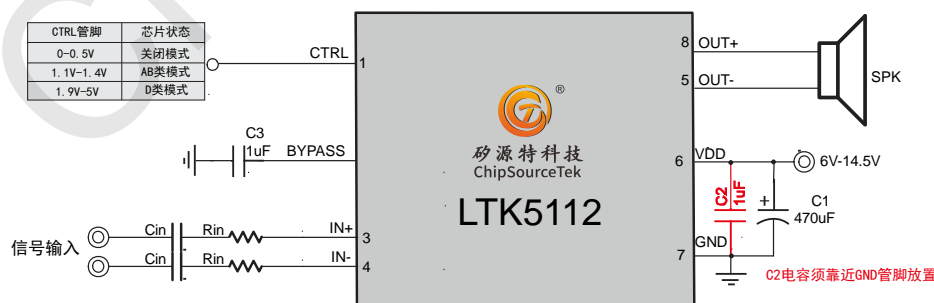 CTRL管脚 芯片状态
0-0.5V 关闭模式
1.1V-1.4V AB类模式
1.9V-5V D类模式
CTRL
1
C3
1uF
BYPASS
信号输入
Cin Rin IN+ 3
Cin Rin IN- 4
®
矽源特科技
ChipSourceTek
LTK5112
8 OUT+
5 OUT-
SPK
6 VDD
6V-14.5V
C2
1uF
+
C1
470uF
7 GND
C2电容须靠近GND管脚放置